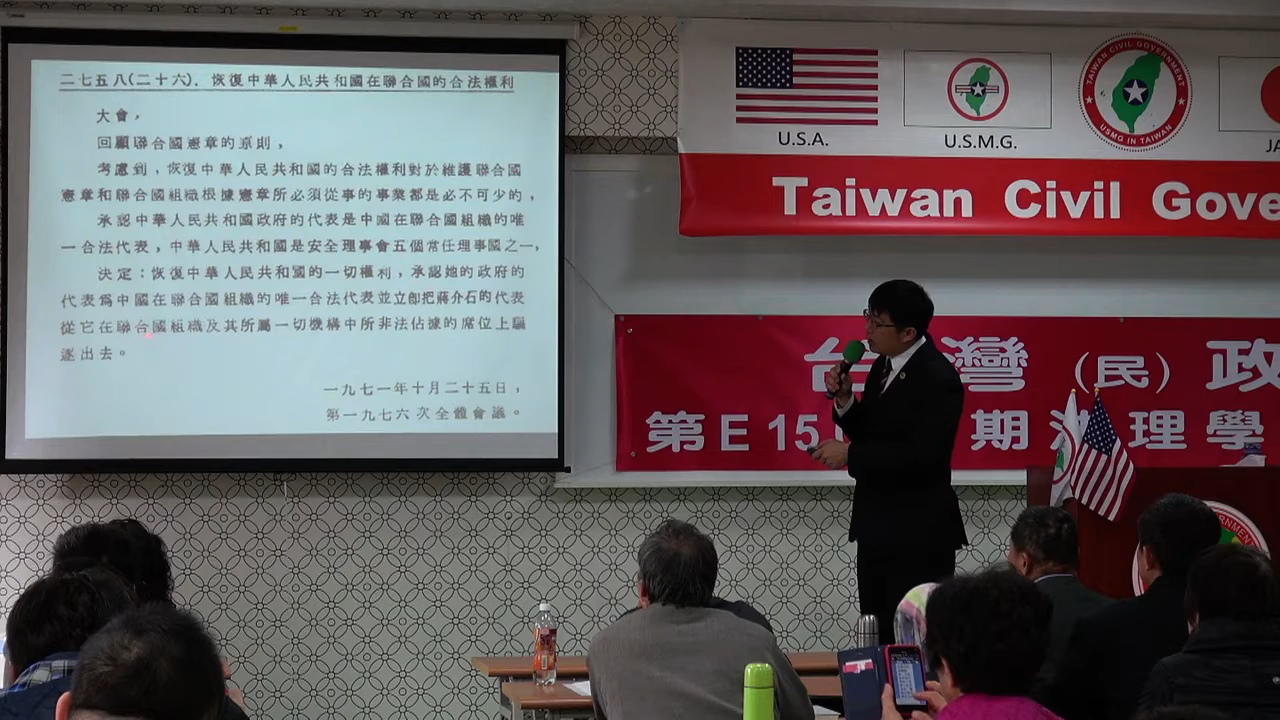 二七五八(二十六). 恢復中華人民共和國在聯合國的合法權利
大會，
回顧聯合國憲章的原則，
考慮到，恢復中華人民共和國的合法權利對於維護聯合國
憲章和聯合國組織根據憲章所必須從事的事業都是必不可少的，
承認中華人民共和國政府的代表是中國在聯合國組織的唯
一合法代表，中華人民共和國是安全理事會五個常任理事國之一，
決定：恢復中華人民共和國的一切權利，承認她的政府的
代表爲中國在聯合國組織的唯一合法代表並立即把蔣介石的代表
從它在聯合國組織及其所屬一切機構中所非法佔據的席位上驅
逐出去。
一九七一年十月二十五日，
第一九七六次全體會議。
U.S.A.
U.S.M.G.
TAIWAN CIVIL GOVERNMENT
USMG IN TAIWAN
JA
Taiwan Civil Gove
台灣（民）政
第E15 期 理學